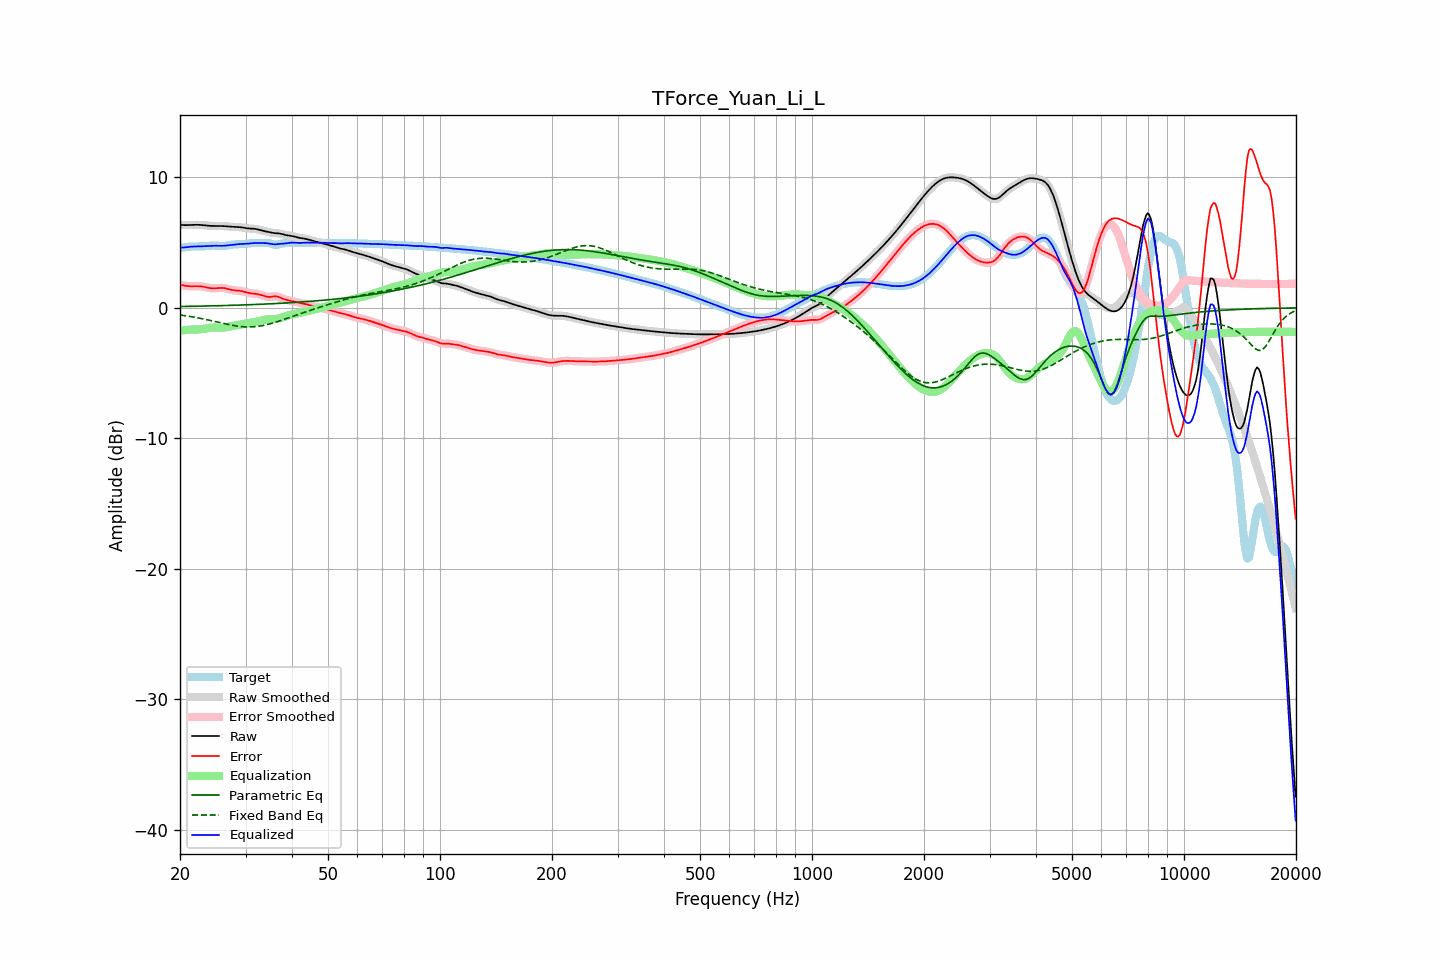 TForce_Yuan_Li_L
Amplitude (dBr)
10
0
−10
−20
−30
−40
Target
Raw Smoothed
Error Smoothed
Raw
Error
Equalization
Parametric Eq
Fixed Band Eq
Equalized
20 50 100 200 500 1000 2000 5000 10000 20000
Frequency (Hz)